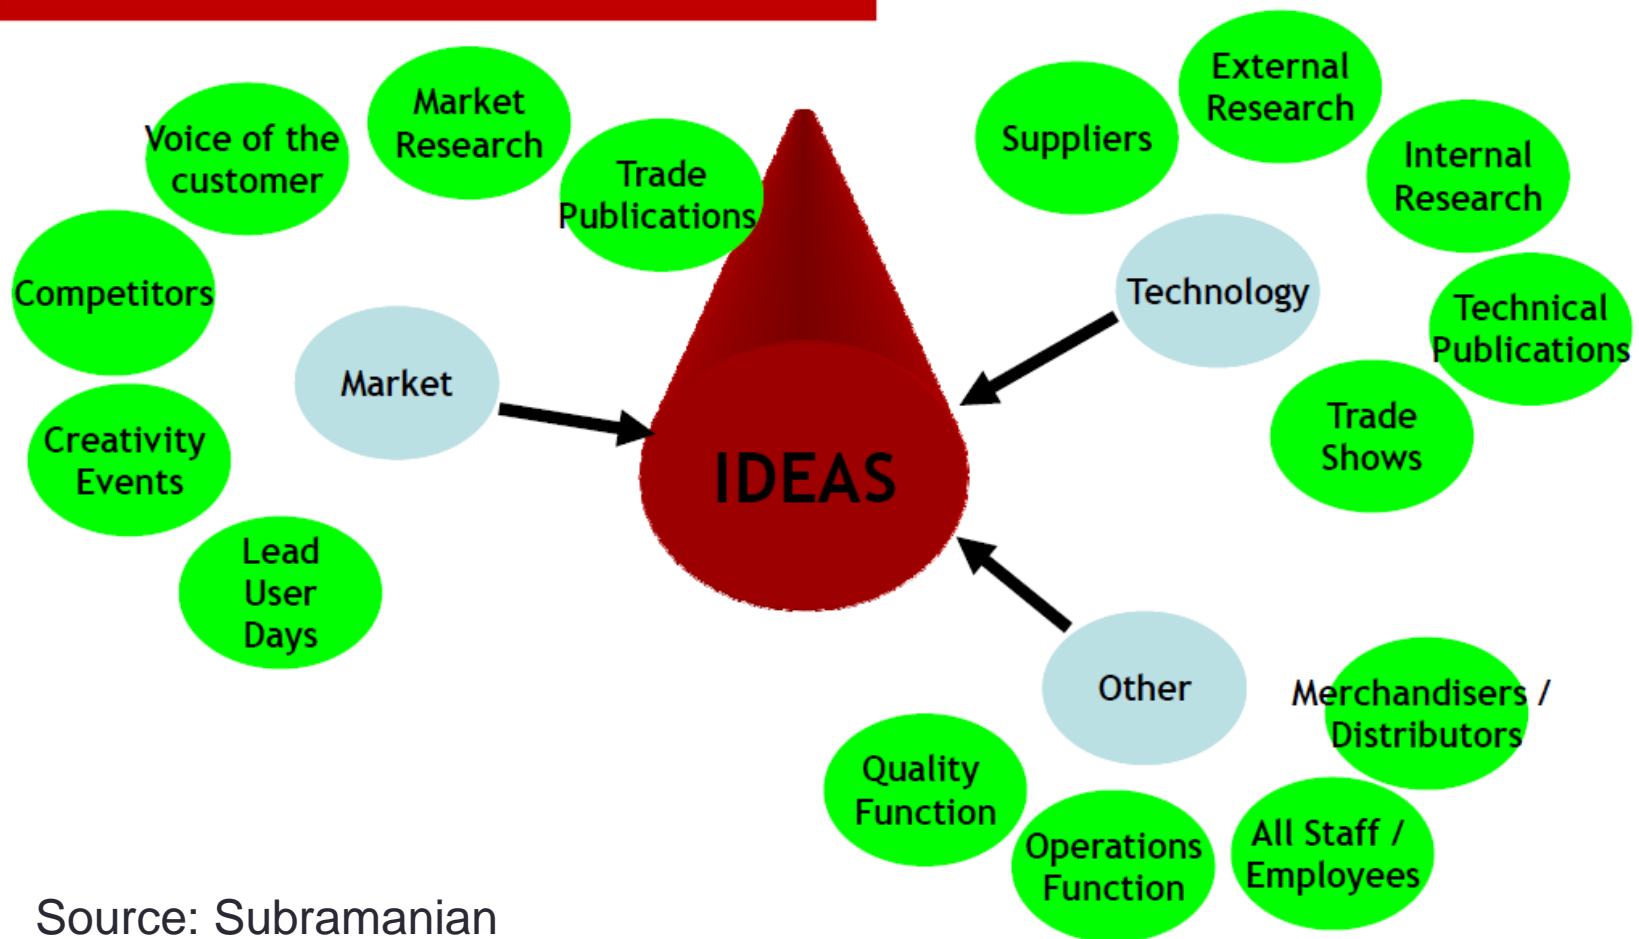 External
Research
Market
Research
Suppliers
Voice of the
customer
Internal
Research
Trade
Publications
Competitors
Technology
Technical
Publications
Market
Trade
Shows
Creativity
Events
IDEAS
Lead
User
Days
Other
Merchandisers /
Distributors
Quality
Function
Operations
Function
All Staff /
Employees
Source: Subramanian